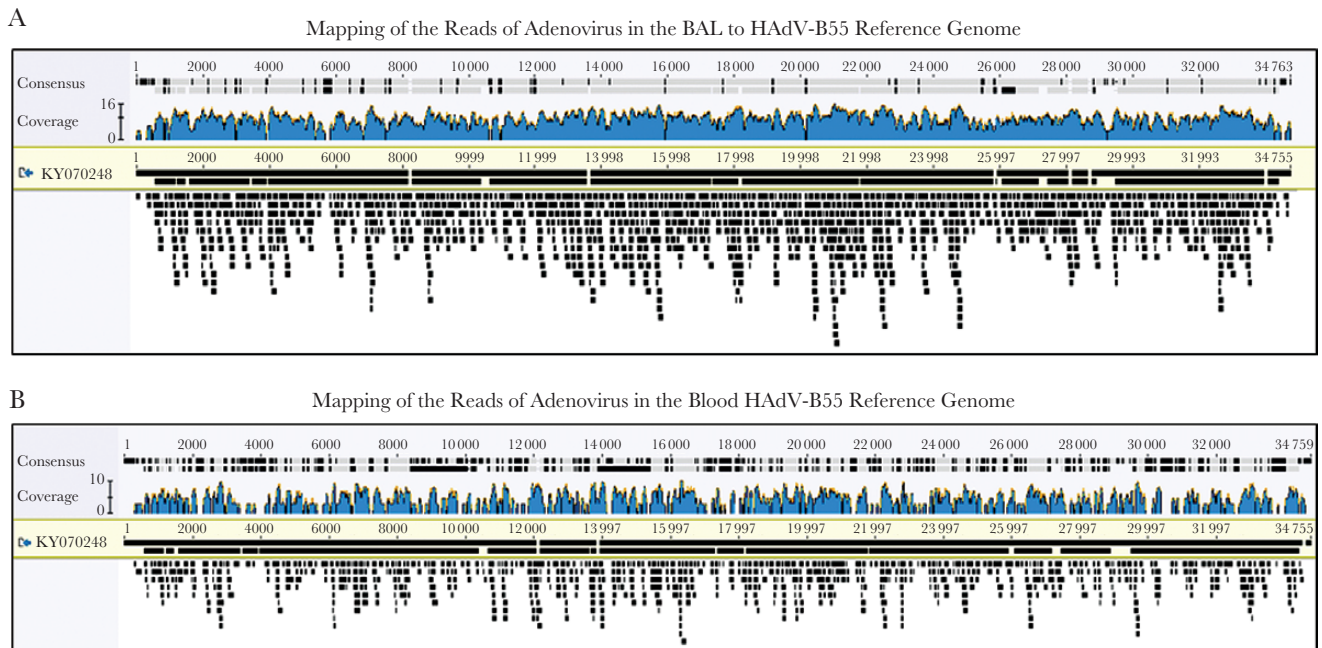 A
Mapping of the Reads of Adenovirus in the BAL to HAdV-B55 Reference Genome
1 2000 4000 6000 8000 10 000 12 000 14 000 16 000 18 000 20 000 22 000 24 000 26 000 28 000 30 000 32 000 34 763
Consensus
16
Coverage
0
1 2000 4000 6000 8000 9999 11 999 13 998 15 998 17 998 19 998 21 998 23 998 25 997 27 997 29 993 31 993 34 755
KY070248
B
Mapping of the Reads of Adenovirus in the Blood HAdV-B55 Reference Genome
1 2000 4000 6000 8000 10 000 12 000 14 000 16 000 18 000 20 000 22 000 24 000 26 000 28 000 30 000 32 000 34 759
Consensus
10
Coverage
0
1 2000 4000 6000 8000 10 000 12 000 13 997 15 997 17 997 19 997 21 997 23 997 25 997 27 997 29 997 31 997 34 755
KY070248